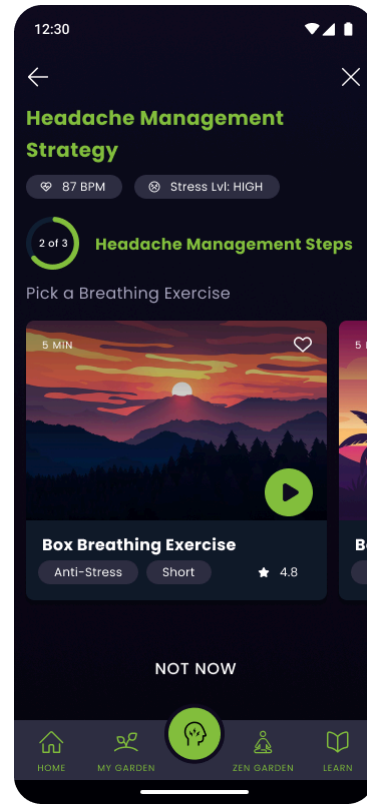 12:30
Headache Management
Strategy
87 BPM
Stress Lvl: HIGH
2 of 3
Headache Management Steps
Pick a Breathing Exercise
5 MIN
5
Box Breathing Exercise
B
Anti-Stress
Short
4.8
NOT NOW
HOME
MY GARDEN
ZEN GARDEN
LEARN